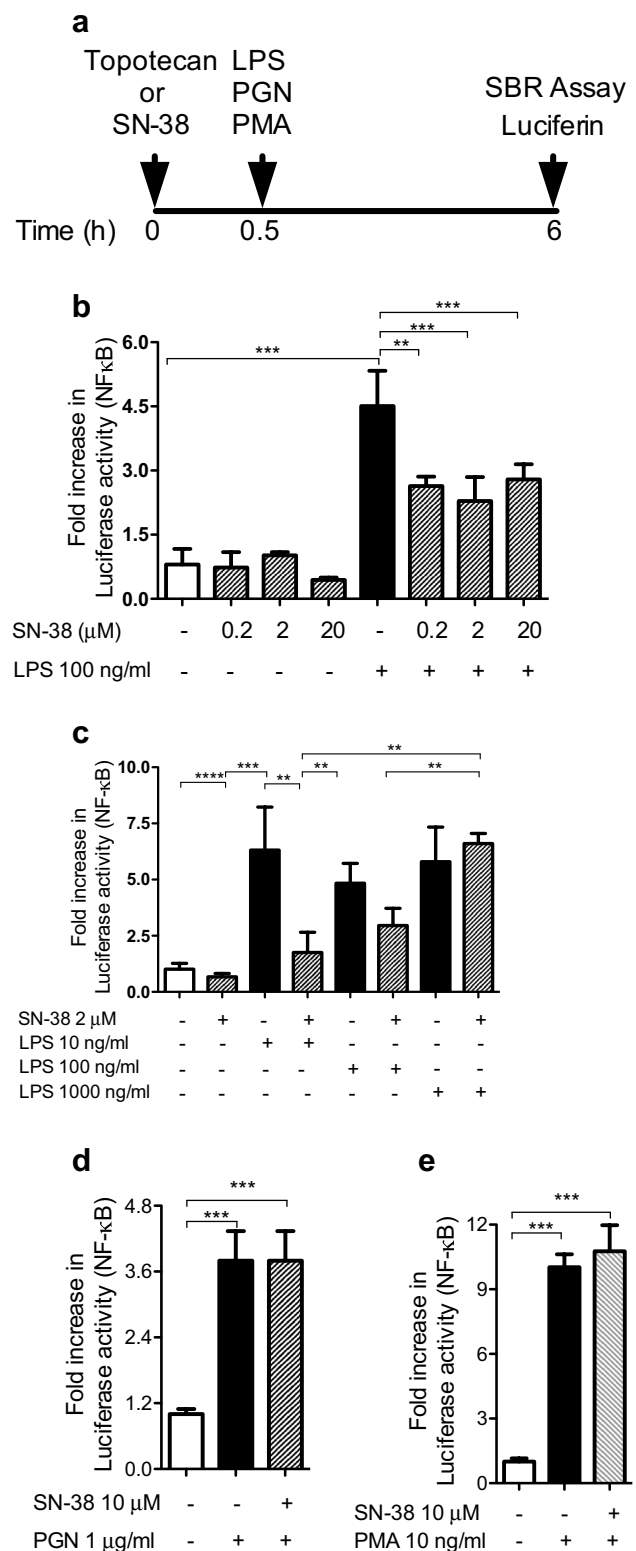 a
Topotecan LPS
or PGN SBR Assay
SN-38 PMA Luciferin
Time (h) 0 0.5 6
b
*** 
***
*** **
Fold increase in
Luciferase activity (NFκB)
6.0
4.5
3.0
1.5
0.0
SN-38 (μM) - 0.2 2 20 - 0.2 2 20
LPS 100 ng/ml - - - - + + + +
c
**
**** *** ** ** **
Fold increase in
Luciferase activity (NF-κB)
10.0
7.5
5.0
2.5
0.0
SN-38 2 μM - + - + - + - +
LPS 10 ng/ml - - + + - - - -
LPS 100 ng/ml - - - - + + - -
LPS 1000 ng/ml - - - - - - + +
d
***
***
Fold increase in
Luciferase activity (NF-κB)
4.8
3.6
2.4
1.2
0.0
SN-38 10 μM - - +
PGN 1 μg/ml - + +
e
***
***
Fold increase in
Luciferase activity (NF-κB)
12
9
6
3
0
SN-38 10 μM - - +
PMA 10 ng/ml - + +